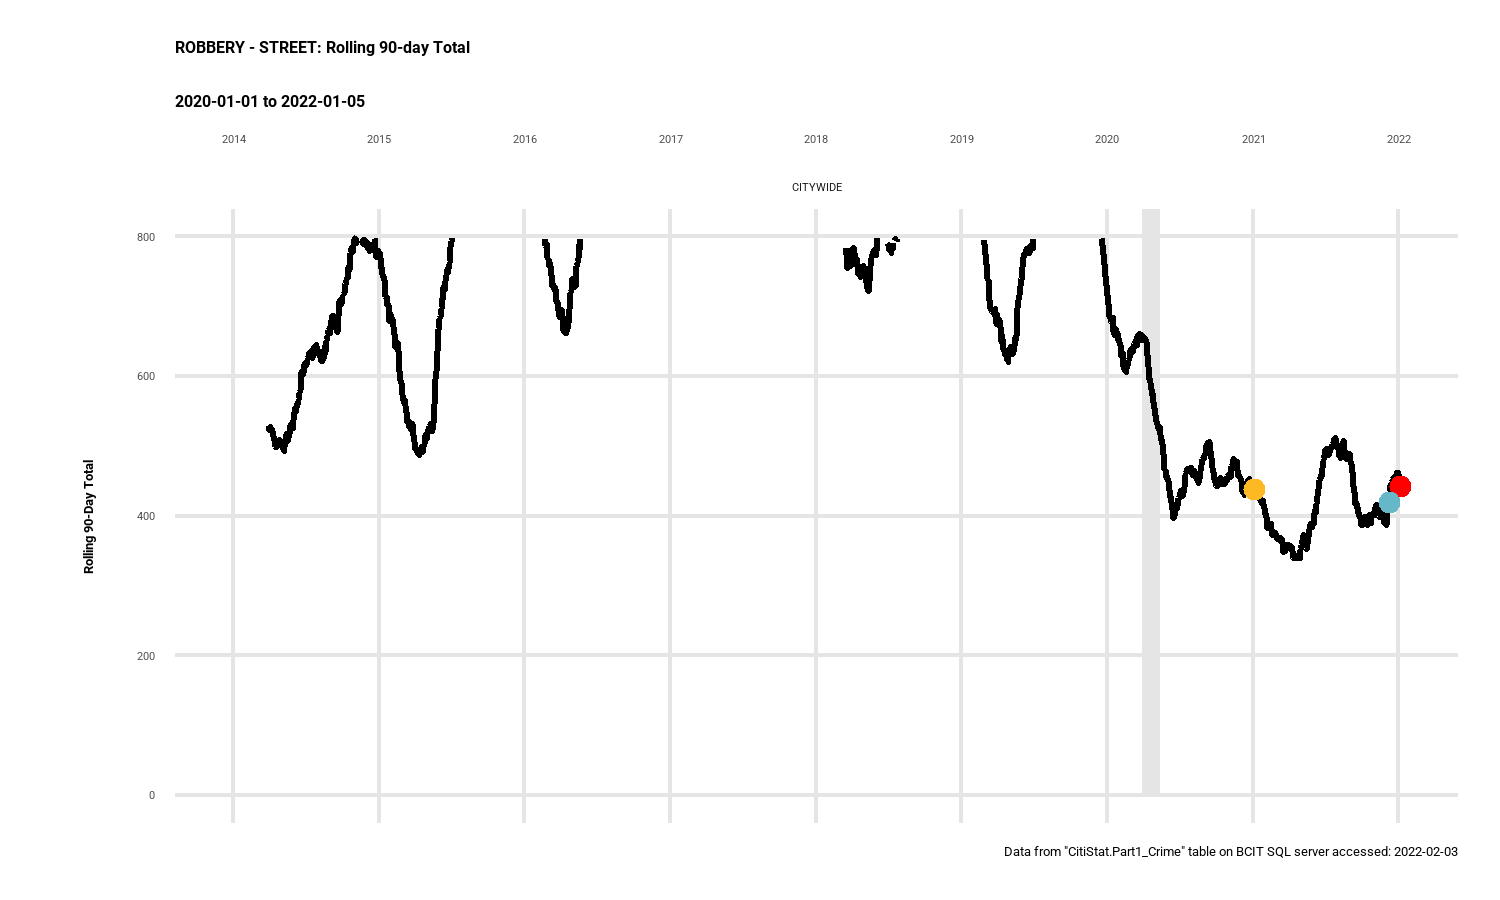 ROBBERY - STREET: Rolling 90-day Total
2020-01-01 to 2022-01-05
2014 2015 2016 2017 2018 2019 2020 2021 2022
CITYWIDE
800
600
400
200
0
Rolling 90-Day Total
Data from "CitiStat.Part1_Crime" table on BCIT SQL server accessed: 2022-02-03